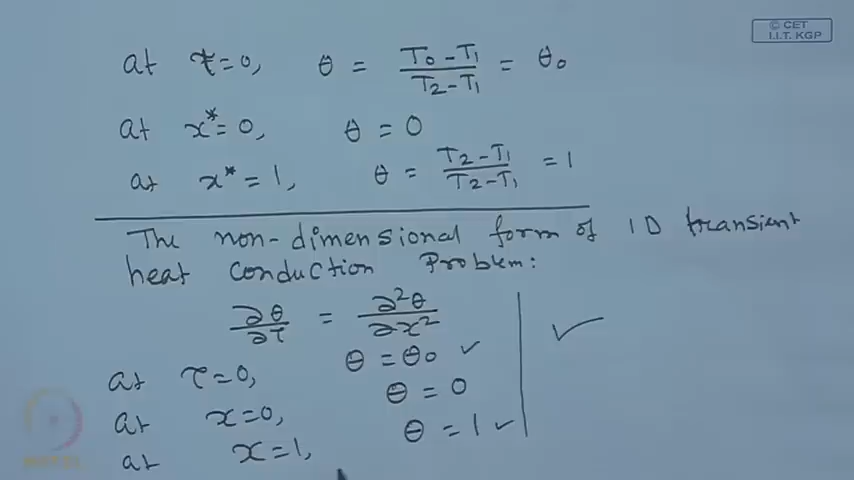 © CET
I.I.T. KGP
at τ=0, θ = (T₀ - T₁)/(T₂ - T₁) = θ₀
at x* = 0, θ = 0
at x* = 1, θ = (T₂ - T₁)/(T₂ - T₁) = 1
The non-dimensional form of 1D transient
heat conduction Problem:
∂θ/∂τ = ∂²θ/∂x²
at τ=0, θ = θ₀ ✓
at x=0, θ = 0
at x=1, θ = 1 ✓